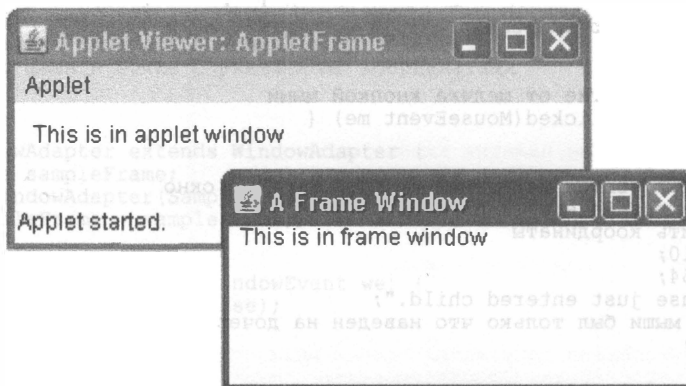 Applet Viewer: AppletFrame
Applet
This is in applet window
Applet started.
A Frame Window
This is in frame window